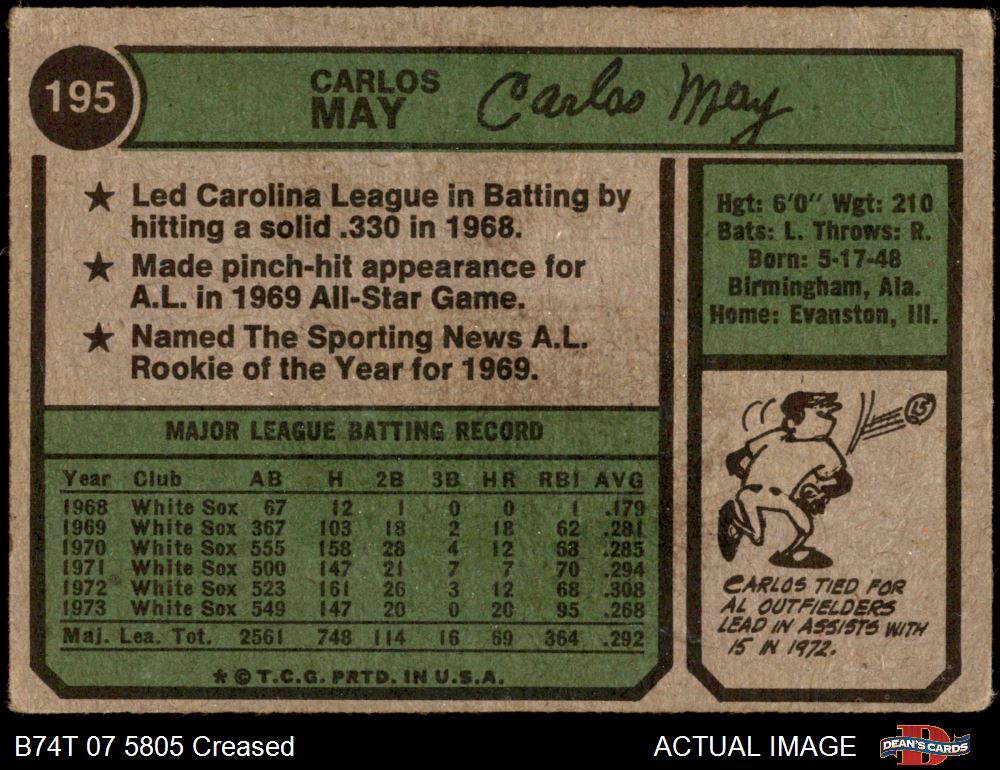 195
CARLOS
MAY
Carlos May
★ Led Carolina League in Batting by
hitting a solid .330 in 1968.
★ Made pinch-hit appearance for
A.L. in 1969 All-Star Game.
★ Named The Sporting News A.L.
Rookie of the Year for 1969.
Hgt: 6'0" Wgt: 210
Bats: L. Throws: R.
Born: 5-17-48
Birmingham, Ala.
Home: Evanston, Ill.
MAJOR LEAGUE BATTING RECORD
Year Club AB H 2B 3B HR RBI AVG
1968 White Sox 67 12 1 0 0 1 .179
1969 White Sox 367 103 18 2 18 62 .281
1970 White Sox 555 158 28 4 12 68 .285
1971 White Sox 500 147 21 7 7 70 .294
1972 White Sox 523 161 26 3 12 68 .308
1973 White Sox 549 147 20 0 20 95 .268
Maj. Lea. Tot. 2561 748 114 16 69 364 .292
* © T.C.G. PRTD. IN U.S.A.
15
CARLOS TIED FOR
AL OUTFIELDERS
LEAD IN ASSISTS WITH
15 IN 1972.
B74T 07 5805 Creased
ACTUAL IMAGE
DEAN'S CARDS